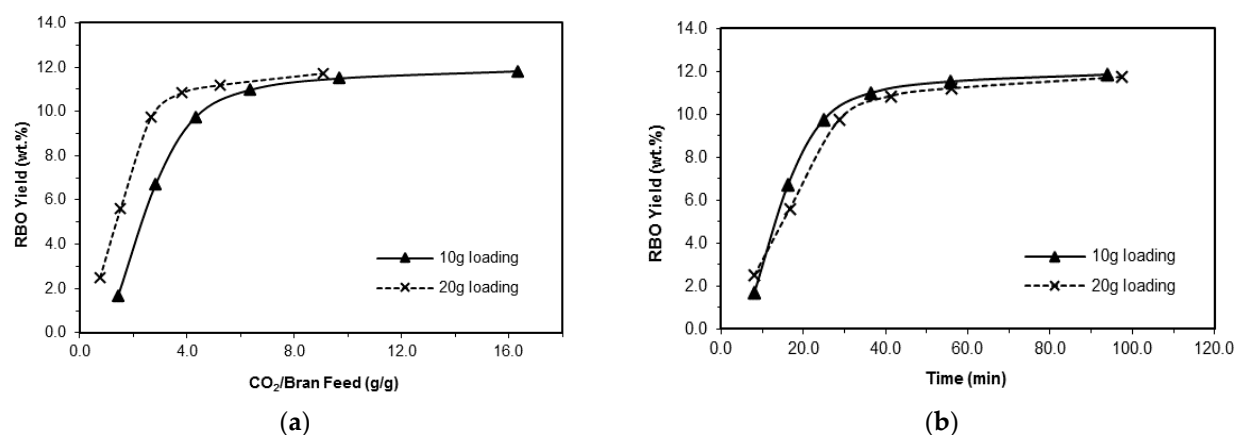 14.0
12.0
10.0
8.0
6.0
4.0
2.0
0.0
RBO Yield (wt.%)
10g loading
20g loading
0.0 4.0 8.0 12.0 16.0
CO₂/Bran Feed (g/g)
(a)
14.0
12.0
10.0
8.0
6.0
4.0
2.0
0.0
RBO Yield (wt.%)
10g loading
20g loading
0.0 20.0 40.0 60.0 80.0 100.0 120.0
Time (min)
(b)